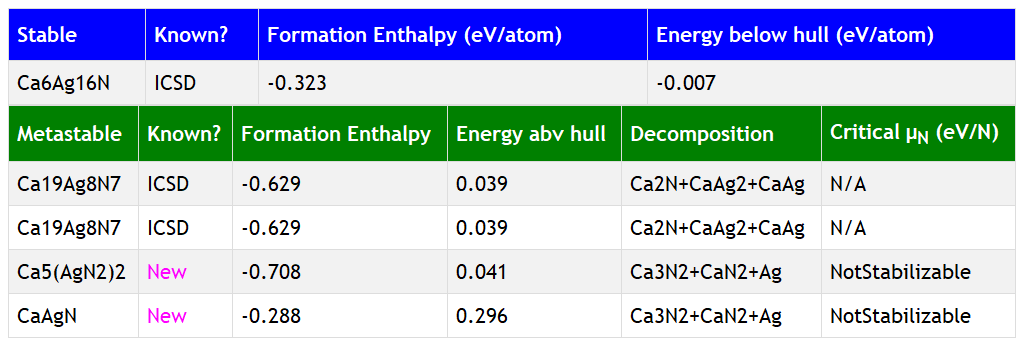 Stable Known? Formation Enthalpy (eV/atom) Energy below hull (eV/atom)
Ca6Ag16N ICSD -0.323 -0.007
Metastable Known? Formation Enthalpy Energy abv hull Decomposition Critical μN (eV/N)
Ca19Ag8N7 ICSD -0.629 0.039 Ca2N+CaAg2+CaAg N/A
Ca19Ag8N7 ICSD -0.629 0.039 Ca2N+CaAg2+CaAg N/A
Ca5(AgN2)2 New -0.708 0.041 Ca3N2+CaN2+Ag NotStabilizable
CaAgN New -0.288 0.296 Ca3N2+CaN2+Ag NotStabilizable